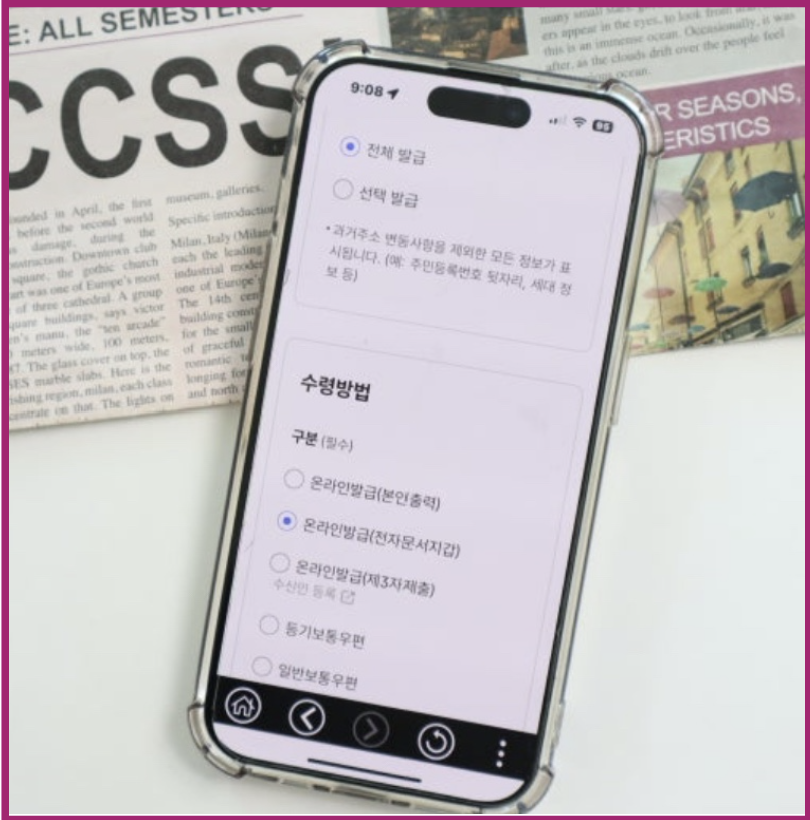 E: ALL SEMESTERS
CCSS
many small stars
ers appear in the eyes, to look from
this is an immense ocean. Occasionally, it was
after, as the clouds drift over the people feel
ocean.
R SEASONS,
ERISTICS
ounded in April, the first
before the second world
damage, during the
onstruction. Downtown club
square, the gothic church
art was one of Europe's most
of three cathedral. A group
quare buildings, says victor
n's manu, the "ten arcade"
meters wide, 100 meters,
7. The glass cover on top, the
SES marble slabs. Here is the
shing region, milan, each class
centrate on that. The lights on
museum, galleries.
Specific introduction
Milan, Italy (Milan
each the leading
industrial moder
one of Europe's
The 14th cen
building const
for the small
of graceful
romantic
longing for
and north
9:08
95
전체 발급
선택 발급
*과거주소 변동사항을 제외한 모든 정보가 표
시됩니다. (예: 주민등록번호 뒷자리, 세대 정
보 등)
수령방법
구분 (필수)
온라인발급(본인출력)
온라인발급(전자문서지갑)
온라인발급(제3자제출)
수신인 등록
등기보통우편
일반보통우편